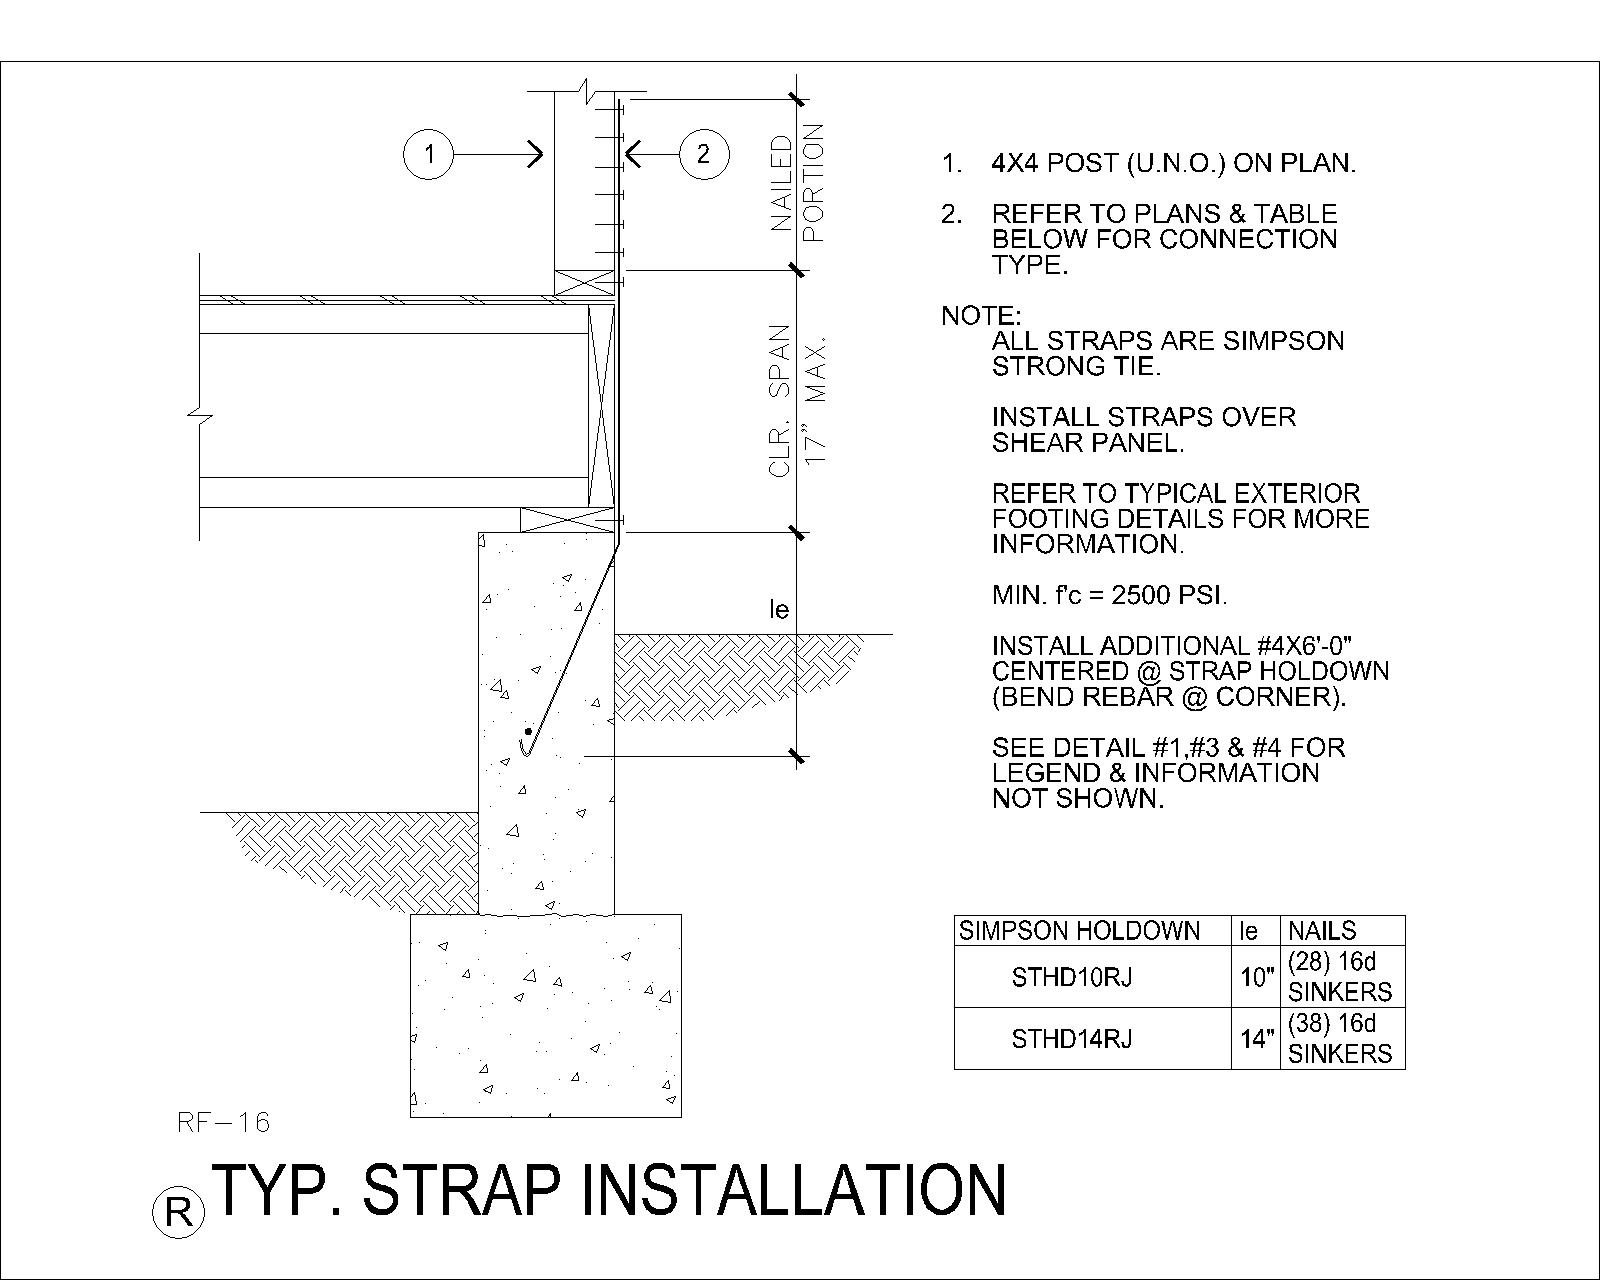 1
2
NAILED
PORTION
CLR. SPAN
17" MAX.
le
1. 4X4 POST (U.N.O.) ON PLAN.
2. REFER TO PLANS & TABLE
BELOW FOR CONNECTION
TYPE.
NOTE:
ALL STRAPS ARE SIMPSON
STRONG TIE.
INSTALL STRAPS OVER
SHEAR PANEL.
REFER TO TYPICAL EXTERIOR
FOOTING DETAILS FOR MORE
INFORMATION.
MIN. f'c = 2500 PSI.
INSTALL ADDITIONAL #4X6'-0"
CENTERED @ STRAP HOLDOWN
(BEND REBAR @ CORNER).
SEE DETAIL #1,#3 & #4 FOR
LEGEND & INFORMATION
NOT SHOWN.
SIMPSON HOLDOWN le NAILS
STHD10RJ 10" (28) 16d
SINKERS
STHD14RJ 14" (38) 16d
SINKERS
RF-16
R TYP. STRAP INSTALLATION